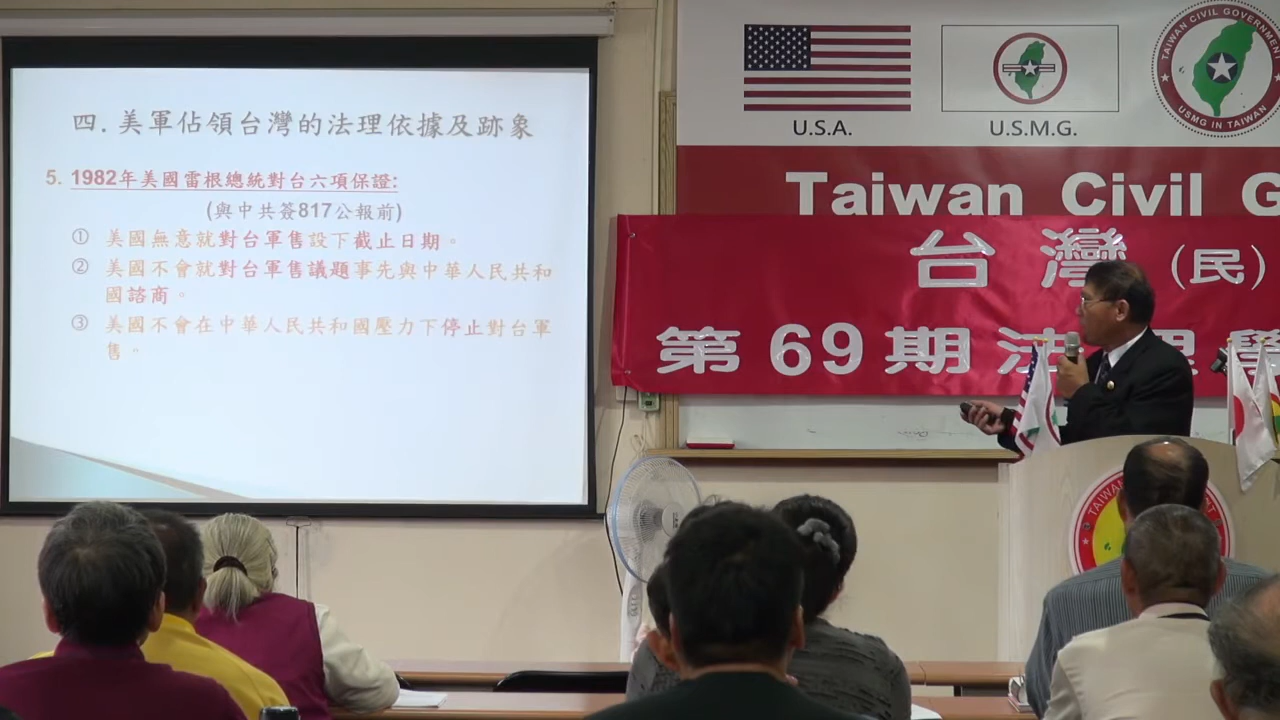 四. 美軍佔領台灣的法理依據及跡象
5. 1982年美國雷根總統對台六項保證:
(與中共簽817公報前)
① 美國無意就對台軍售設下截止日期。
② 美國不會就對台軍售議題事先與中華人民共和
國諮商。
③ 美國不會在中華人民共和國壓力下停止對台軍
售。
U.S.A.
U.S.M.G.
TAIWAN CIVIL GOVERNMENT
USMG IN TAIWAN
Taiwan Civil G
台灣(民)
第69期法理學
TAIWAN